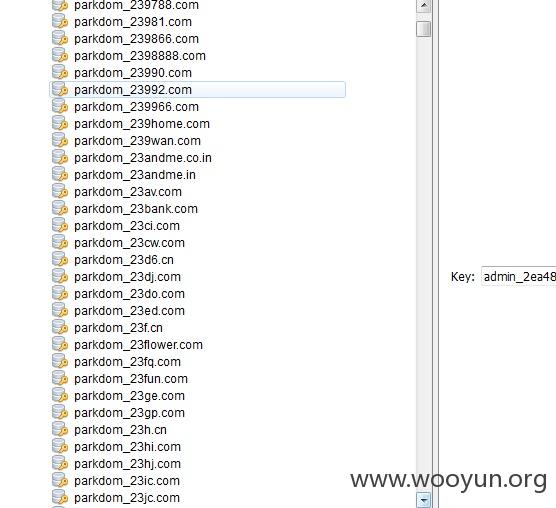 parkdom_239788.com
parkdom_23981.com
parkdom_239866.com
parkdom_2398888.com
parkdom_23990.com
parkdom_23992.com
parkdom_239966.com
parkdom_239home.com
parkdom_239wan.com
parkdom_23andme.co.in
parkdom_23andme.in
parkdom_23av.com
parkdom_23bank.com
parkdom_23ci.com
parkdom_23cw.com
parkdom_23d6.cn
parkdom_23dj.com
parkdom_23do.com
parkdom_23ed.com
parkdom_23f.cn
parkdom_23flower.com
parkdom_23fq.com
parkdom_23fun.com
parkdom_23ge.com
parkdom_23gp.com
parkdom_23h.cn
parkdom_23hi.com
parkdom_23hj.com
parkdom_23ic.com
parkdom_23jc.com
Key: admin_2ea48
www.wooyun.org